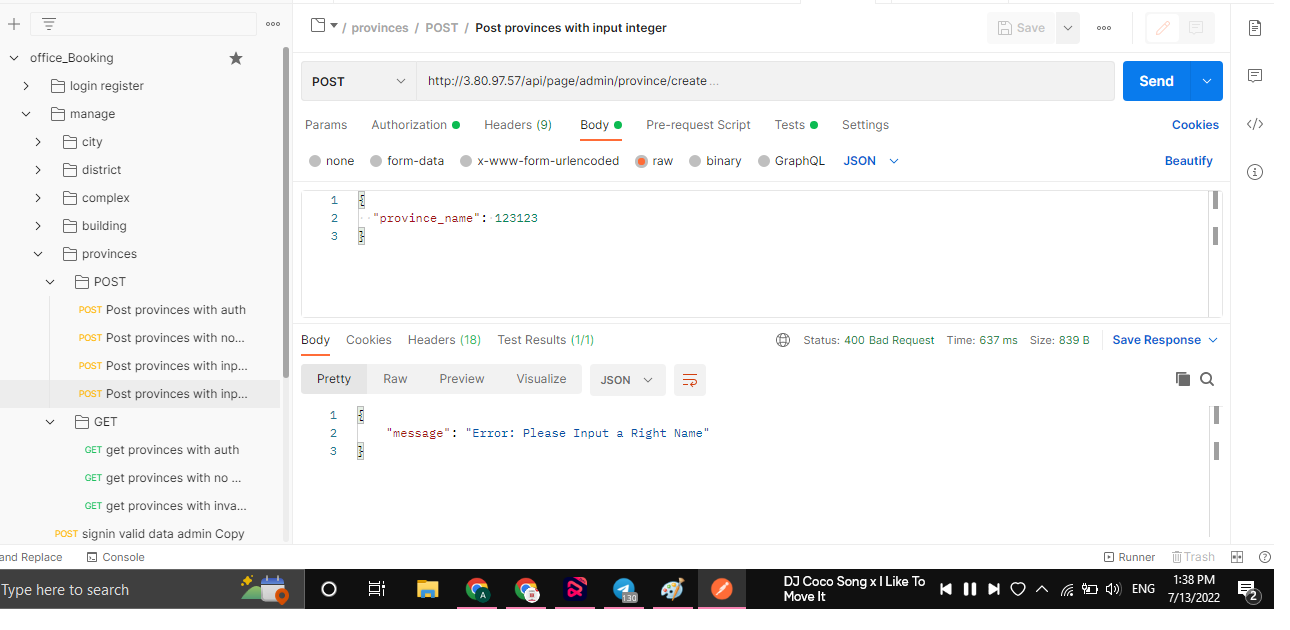 office_Booking
login register
manage
city
district
complex
building
provinces
POST
POST Post provinces with auth
POST Post provinces with no...
POST Post provinces with inp...
POST Post provinces with inp...
GET
GET get provinces with auth
GET get provinces with no ...
GET get provinces with inva...
POST signin valid data admin Copy
/ provinces / POST / Post provinces with input integer
Save
POST http://3.80.97.57/api/page/admin/province/create ... Send
Params Authorization Headers (9) Body Pre-request Script Tests Settings Cookies
none form-data x-www-form-urlencoded raw binary GraphQL JSON Beautify
1 {
2 "province_name": 123123
3 }
Body Cookies Headers (18) Test Results (1/1) Status: 400 Bad Request Time: 637 ms Size: 839 B Save Response
Pretty Raw Preview Visualize JSON
1 {
2 "message": "Error: Please Input a Right Name"
3 }
and Replace Console Runner Trash
Type here to search
A
130
DJ Coco Song x I Like To
Move It
ENG
1:38 PM
7/13/2022
2